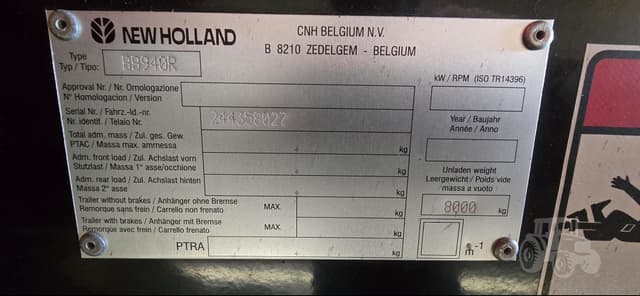 NEW HOLLAND
CNH BELGIUM N.V.
B 8210 ZEDELGEM - BELGIUM
Type
Typ / Tipo:
BB940R
kW / RPM (ISO TR14396)
Approval Nr. / Nr. Omologazione
N° Homologacion / Version
Serial Nr. / Fahrz.-Id.-nr.
Nr. identif. / Telaio Nr.
244358027
Year / Baujahr
Année / Anno
Total adm. mass / Zul. ges. Gew.
PTAC / Massa max. ammessa
kg
Adm. front load / Zul. Achslast vorn
Stutzlast / Massa 1° asse/occhione
kg
Unladen weight
Leergewicht / Poids vide
massa a vuoto /
Adm. rear load / Zul. Achslast hinten
Massa 2° asse
kg
8000 kg
Trailer without brakes / Anhänger ohne Bremse
Remorque sans frein / Carrello non frenato
MAX.
kg
Trailer with brakes / Anhänger mit Bremse
Remorque avec frein / Carrello frenato
MAX.
kg
PTRA
kg
m -1